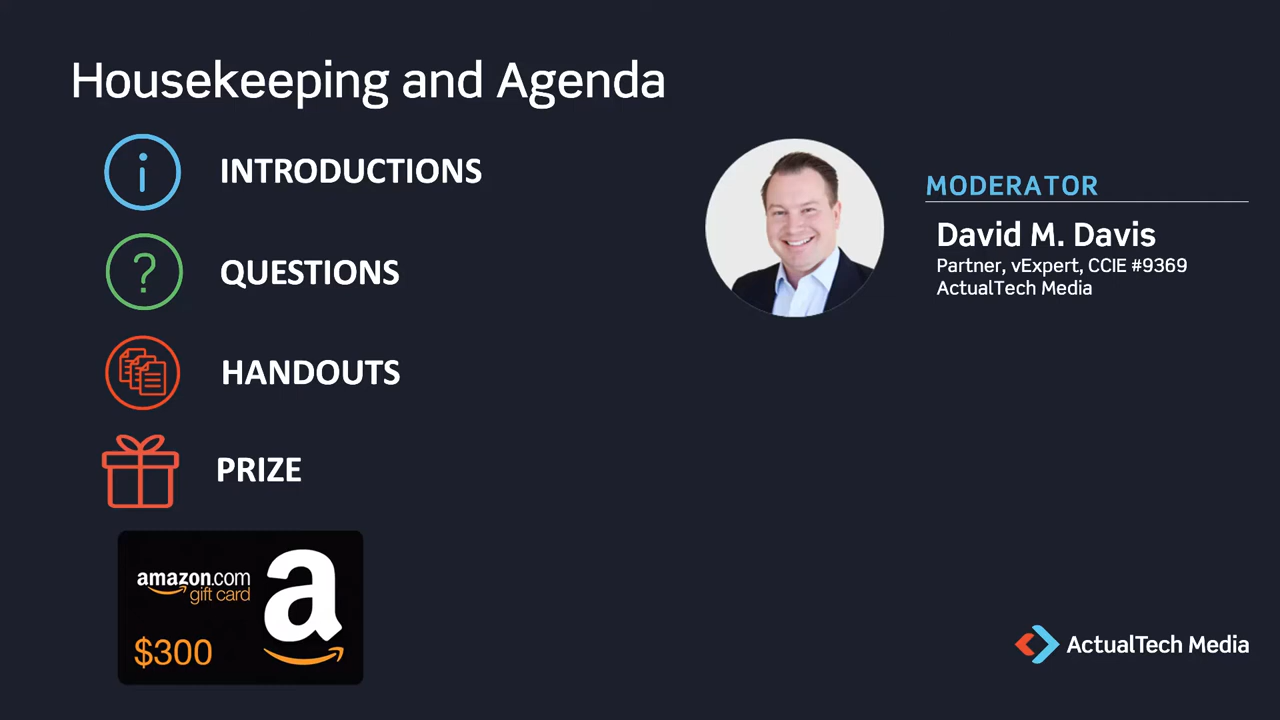 Housekeeping and Agenda
INTRODUCTIONS
QUESTIONS
HANDOUTS
PRIZE
amazon.com
gift card
$300
a
MODERATOR
David M. Davis
Partner, vExpert, CCIE #9369
ActualTech Media
ActualTech Media